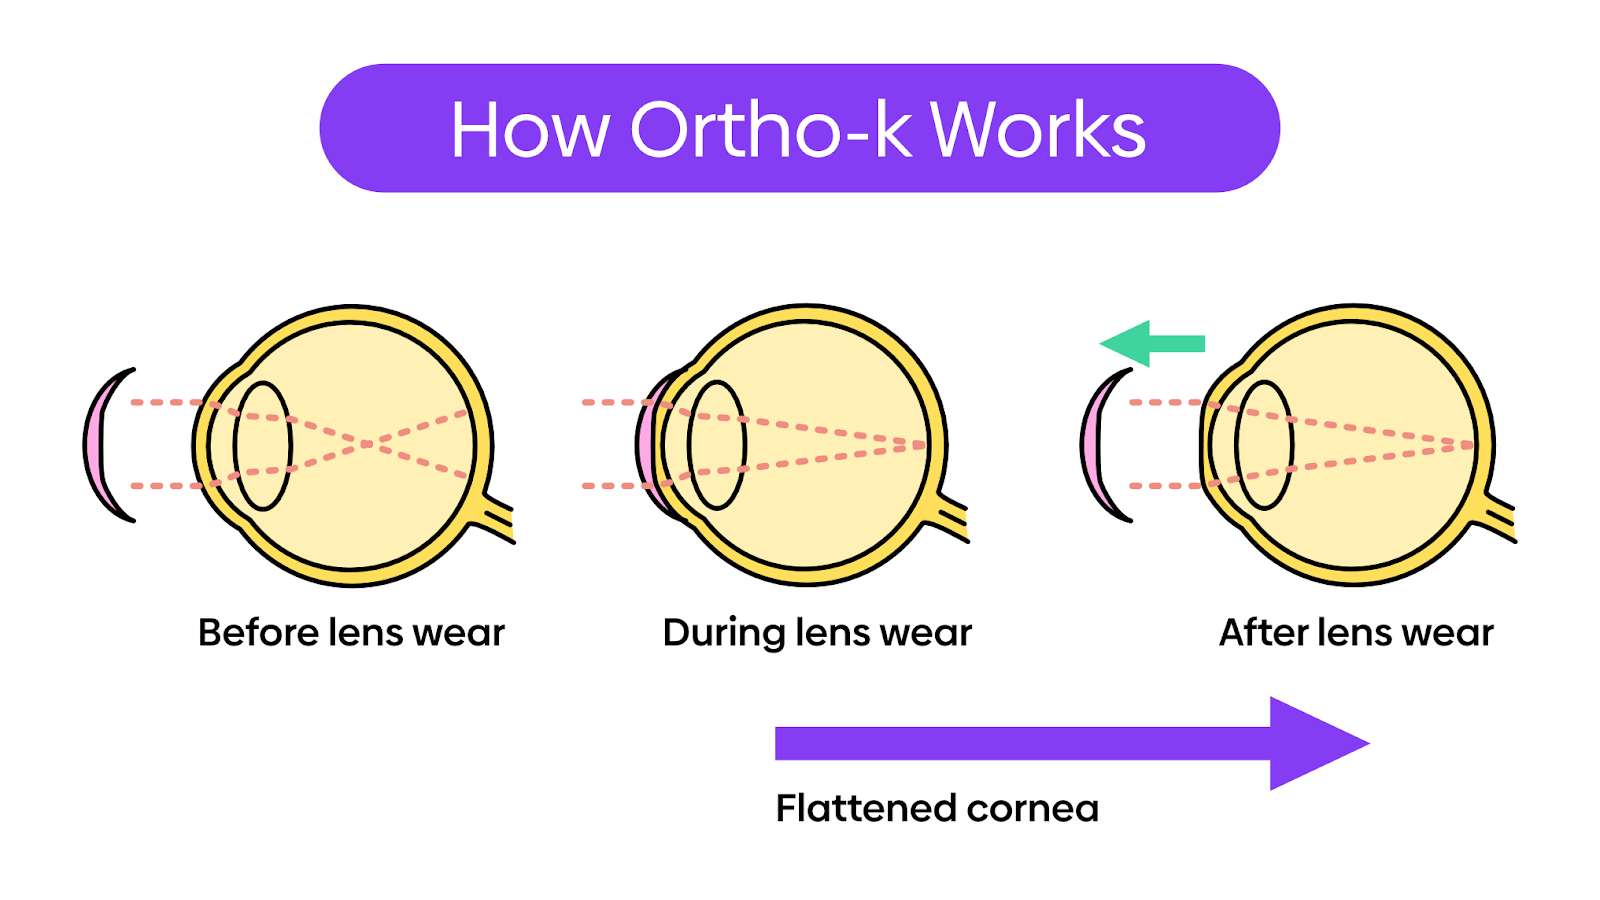 How Ortho-k Works
Before lens wear
During lens wear
After lens wear
Flattened cornea